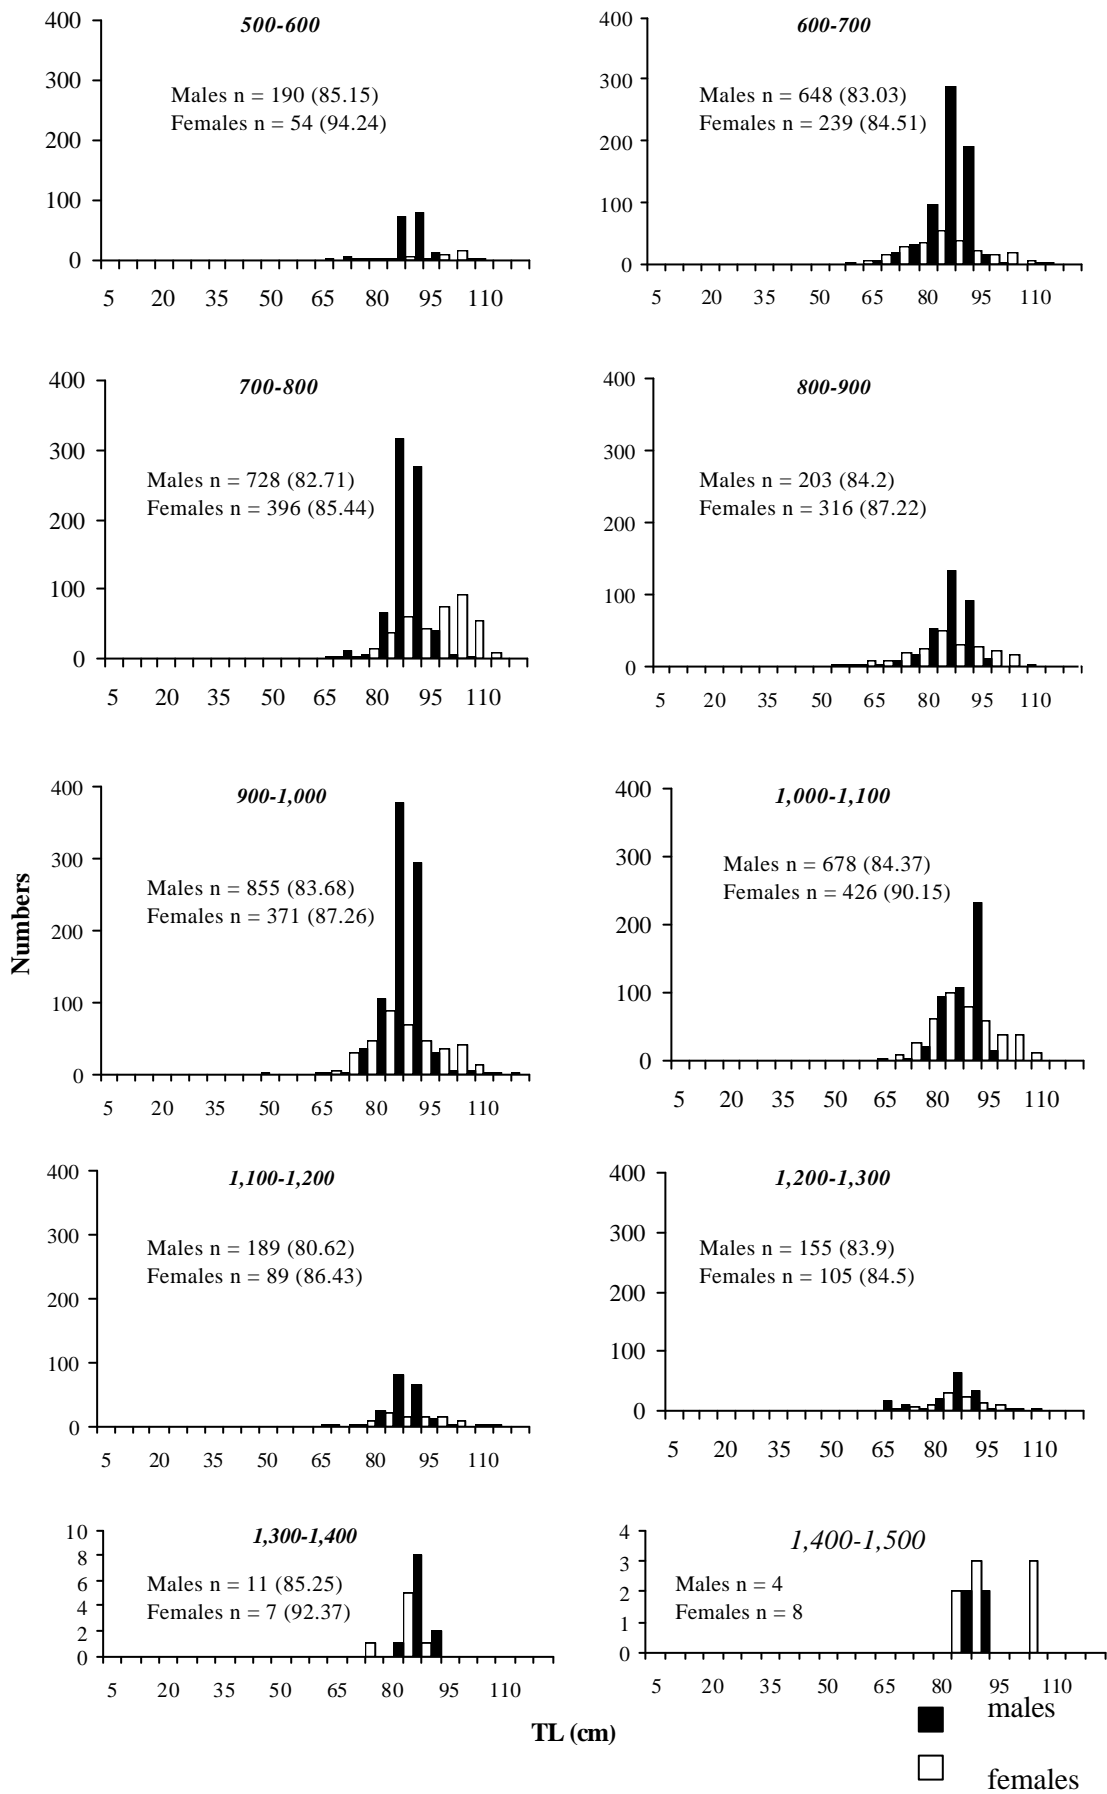 500-600
400
300
200
100
0
Males n = 190 (85.15)
Females n = 54 (94.24)
5 20 35 50 65 80 95 110
600-700
400
300
200
100
0
Males n = 648 (83.03)
Females n = 239 (84.51)
5 20 35 50 65 80 95 110
700-800
400
300
200
100
0
Males n = 728 (82.71)
Females n = 396 (85.44)
5 20 35 50 65 80 95 110
800-900
400
300
200
100
0
Males n = 203 (84.2)
Females n = 316 (87.22)
5 20 35 50 65 80 95 110
Numbers
900-1,000
400
300
200
100
0
Males n = 855 (83.68)
Females n = 371 (87.26)
5 20 35 50 65 80 95 110
1,000-1,100
400
300
200
100
0
Males n = 678 (84.37)
Females n = 426 (90.15)
5 20 35 50 65 80 95 110
1,100-1,200
400
300
200
100
0
Males n = 189 (80.62)
Females n = 89 (86.43)
5 20 35 50 65 80 95 110
1,200-1,300
400
300
200
100
0
Males n = 155 (83.9)
Females n = 105 (84.5)
5 20 35 50 65 80 95 110
1,300-1,400
10
8
6
4
2
0
Males n = 11 (85.25)
Females n = 7 (92.37)
5 20 35 50 65 80 95 110
1,400-1,500
4
3
2
1
0
Males n = 4
Females n = 8
5 20 35 50 65 80 95 110
TL (cm)
males
females